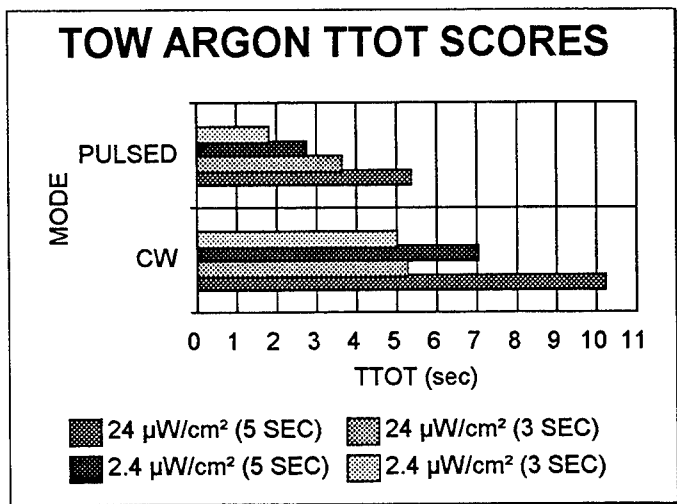 TOW ARGON TTOT SCORES
MODE
PULSED
CW
0 1 2 3 4 5 6 7 8 9 10 11
TTOT (sec)
24 µW/cm² (5 SEC) 24 µW/cm² (3 SEC)
2.4 µW/cm² (5 SEC) 2.4 µW/cm² (3 SEC)